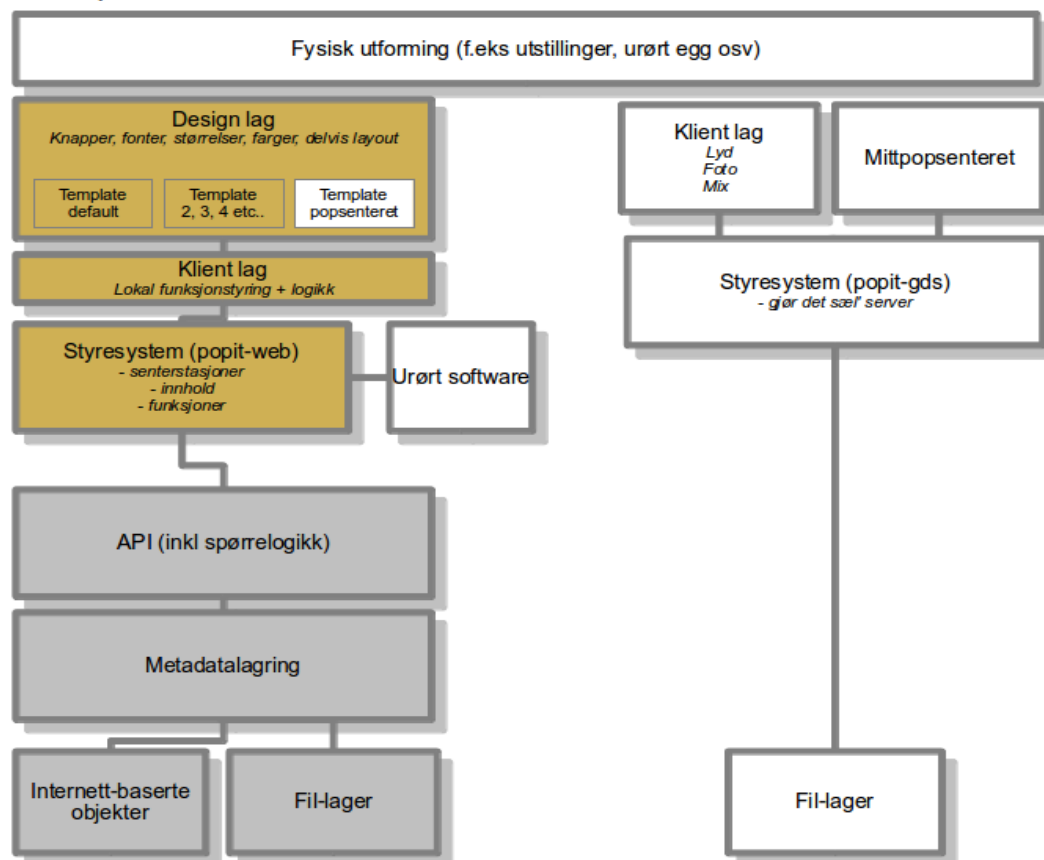 Fysisk utforming (f.eks utstillinger, urørt egg osv)
Design lag
Knapper, fonter, størrelser, farger, delvis layout
Template
default
Template
2, 3, 4 etc..
Template
popsenteret
Klient lag
Lokal funksjonstyring + logikk
Styresystem (popit-web)
- senterstasjoner
- innhold
- funksjoner
Urørt software
API (inkl spørrelogikk)
Metadatalagring
Internett-baserte
objekter
Fil-lager
Klient lag
Lyd
Foto
Mix
Mittpopsenteret
Styresystem (popit-gds)
- gjør det sæl' server
Fil-lager